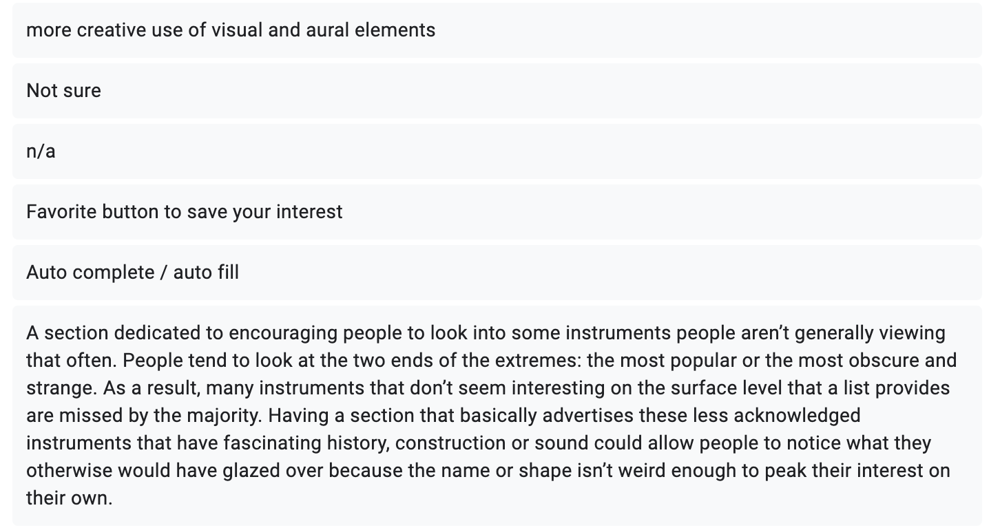 more creative use of visual and aural elements
Not sure
n/a
Favorite button to save your interest
Auto complete / auto fill
A section dedicated to encouraging people to look into some instruments people aren’t generally viewing
that often. People tend to look at the two ends of the extremes: the most popular or the most obscure and
strange. As a result, many instruments that don’t seem interesting on the surface level that a list provides
are missed by the majority. Having a section that basically advertises these less acknowledged
instruments that have fascinating history, construction or sound could allow people to notice what they
otherwise would have glazed over because the name or shape isn’t weird enough to peak their interest on
their own.